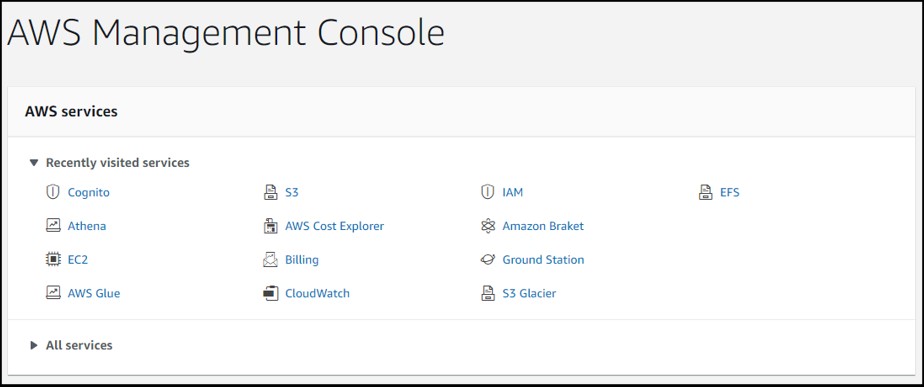 AWS Management Console
AWS services
Recently visited services
Cognito S3 IAM EFS
Athena AWS Cost Explorer Amazon Braket
EC2 Billing Ground Station
AWS Glue CloudWatch S3 Glacier
All services